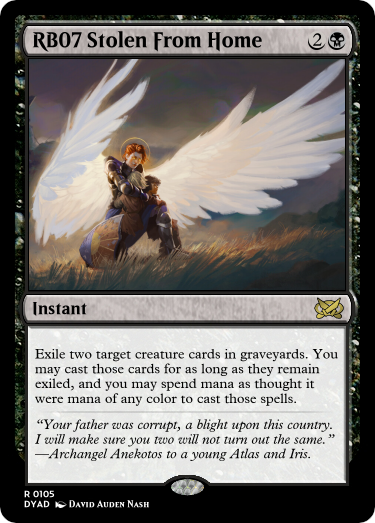 RB07 Stolen From Home
2
Instant
Exile two target creature cards in graveyards. You
may cast those cards for as long as they remain
exiled, and you may spend mana as thought it
were mana of any color to cast those spells.
“Your father was corrupt, a blight upon this country.
I will make sure you two will not turn out the same.”
—Archangel Anekotos to a young Atlas and Iris.
R 0105
DYAD David Auden Nash